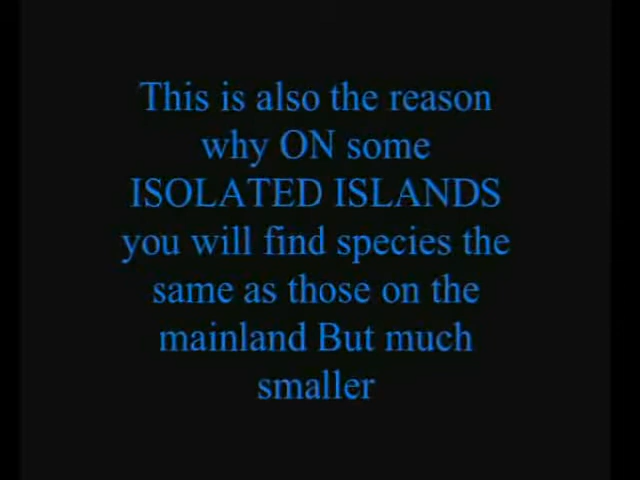 This is also the reason
why ON some
ISOLATED ISLANDS
you will find species the
same as those on the
mainland But much
smaller